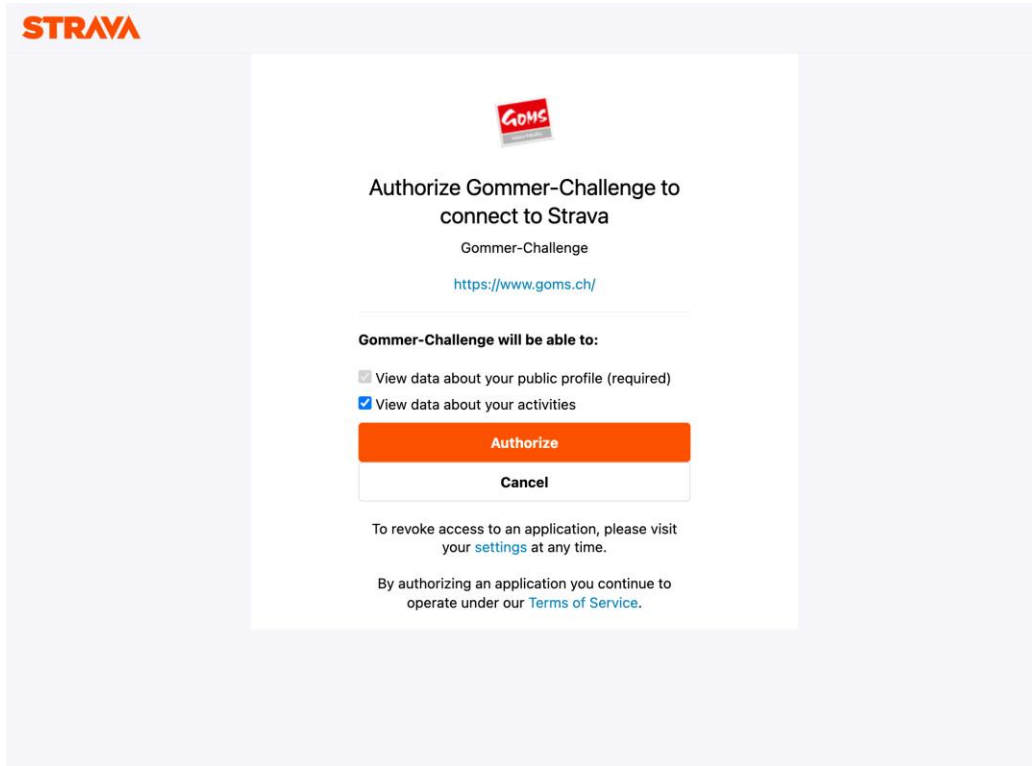 STRAVA
GOMS
Authorize Gommer-Challenge to
connect to Strava
Gommer-Challenge
https://www.goms.ch/
Gommer-Challenge will be able to:
View data about your public profile (required)
View data about your activities
Authorize
Cancel
To revoke access to an application, please visit
your settings at any time.
By authorizing an application you continue to
operate under our Terms of Service.